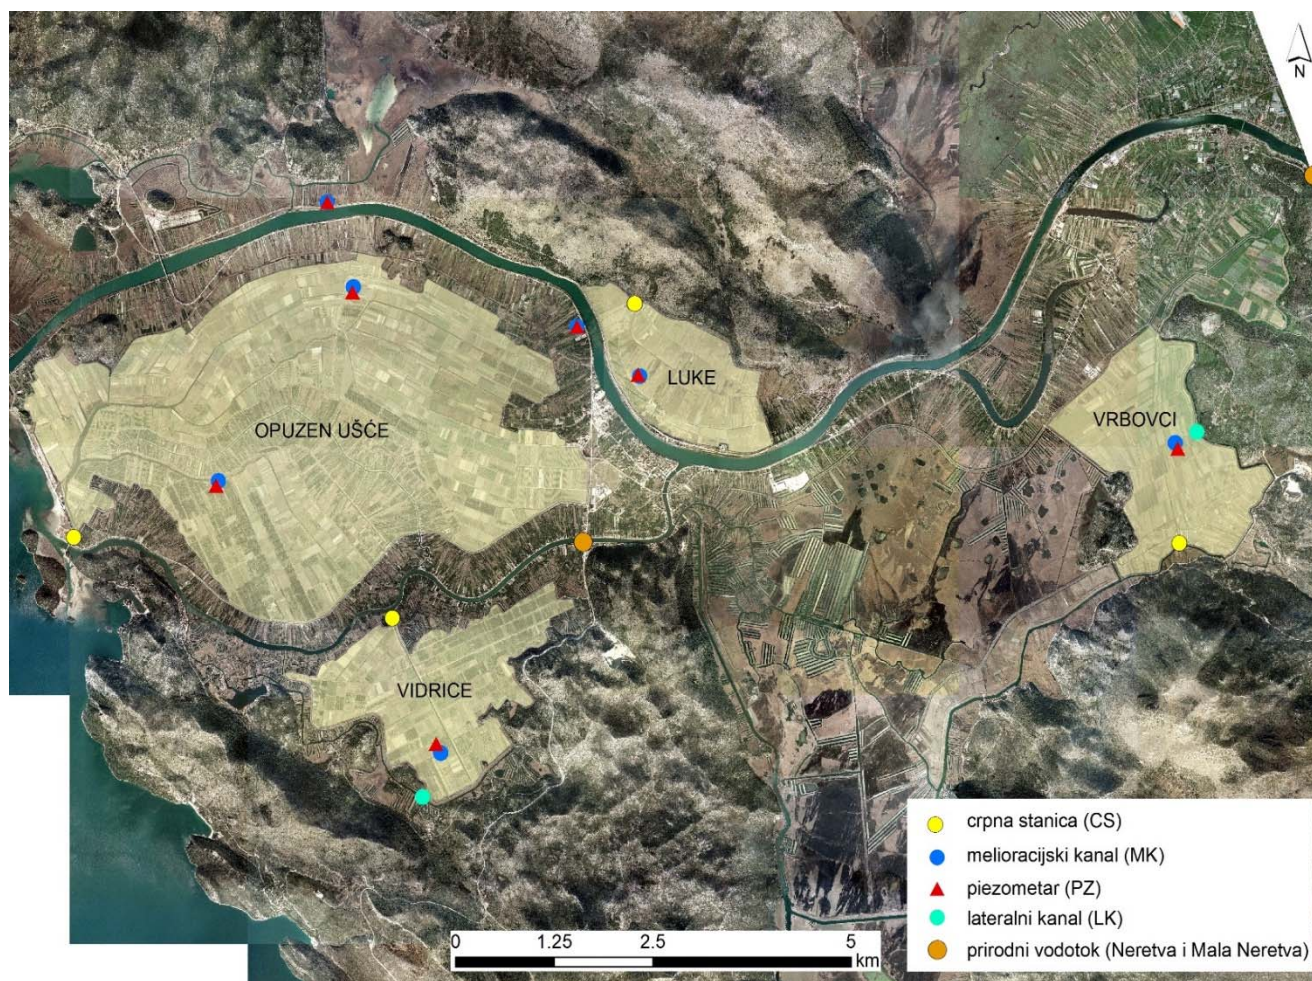 N
LUKE
OPUZEN UŠĆE
VRBOVCI
VIDRICE
crpna stanica (CS)
melioracijski kanal (MK)
piezometar (PZ)
lateralni kanal (LK)
prirodni vodotok (Neretva i Mala Neretva)
0 1.25 2.5 5
km